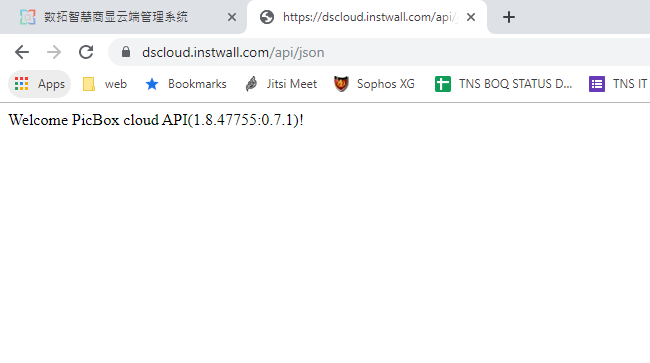 数拓智慧商显云端管理系统
https://dscloud.instwall.com/api/
dscloud.instwall.com/api/json
Apps web Bookmarks Jitsi Meet Sophos XG TNS BOQ STATUS D... TNS IT
Welcome PicBox cloud API(1.8.47755:0.7.1)!